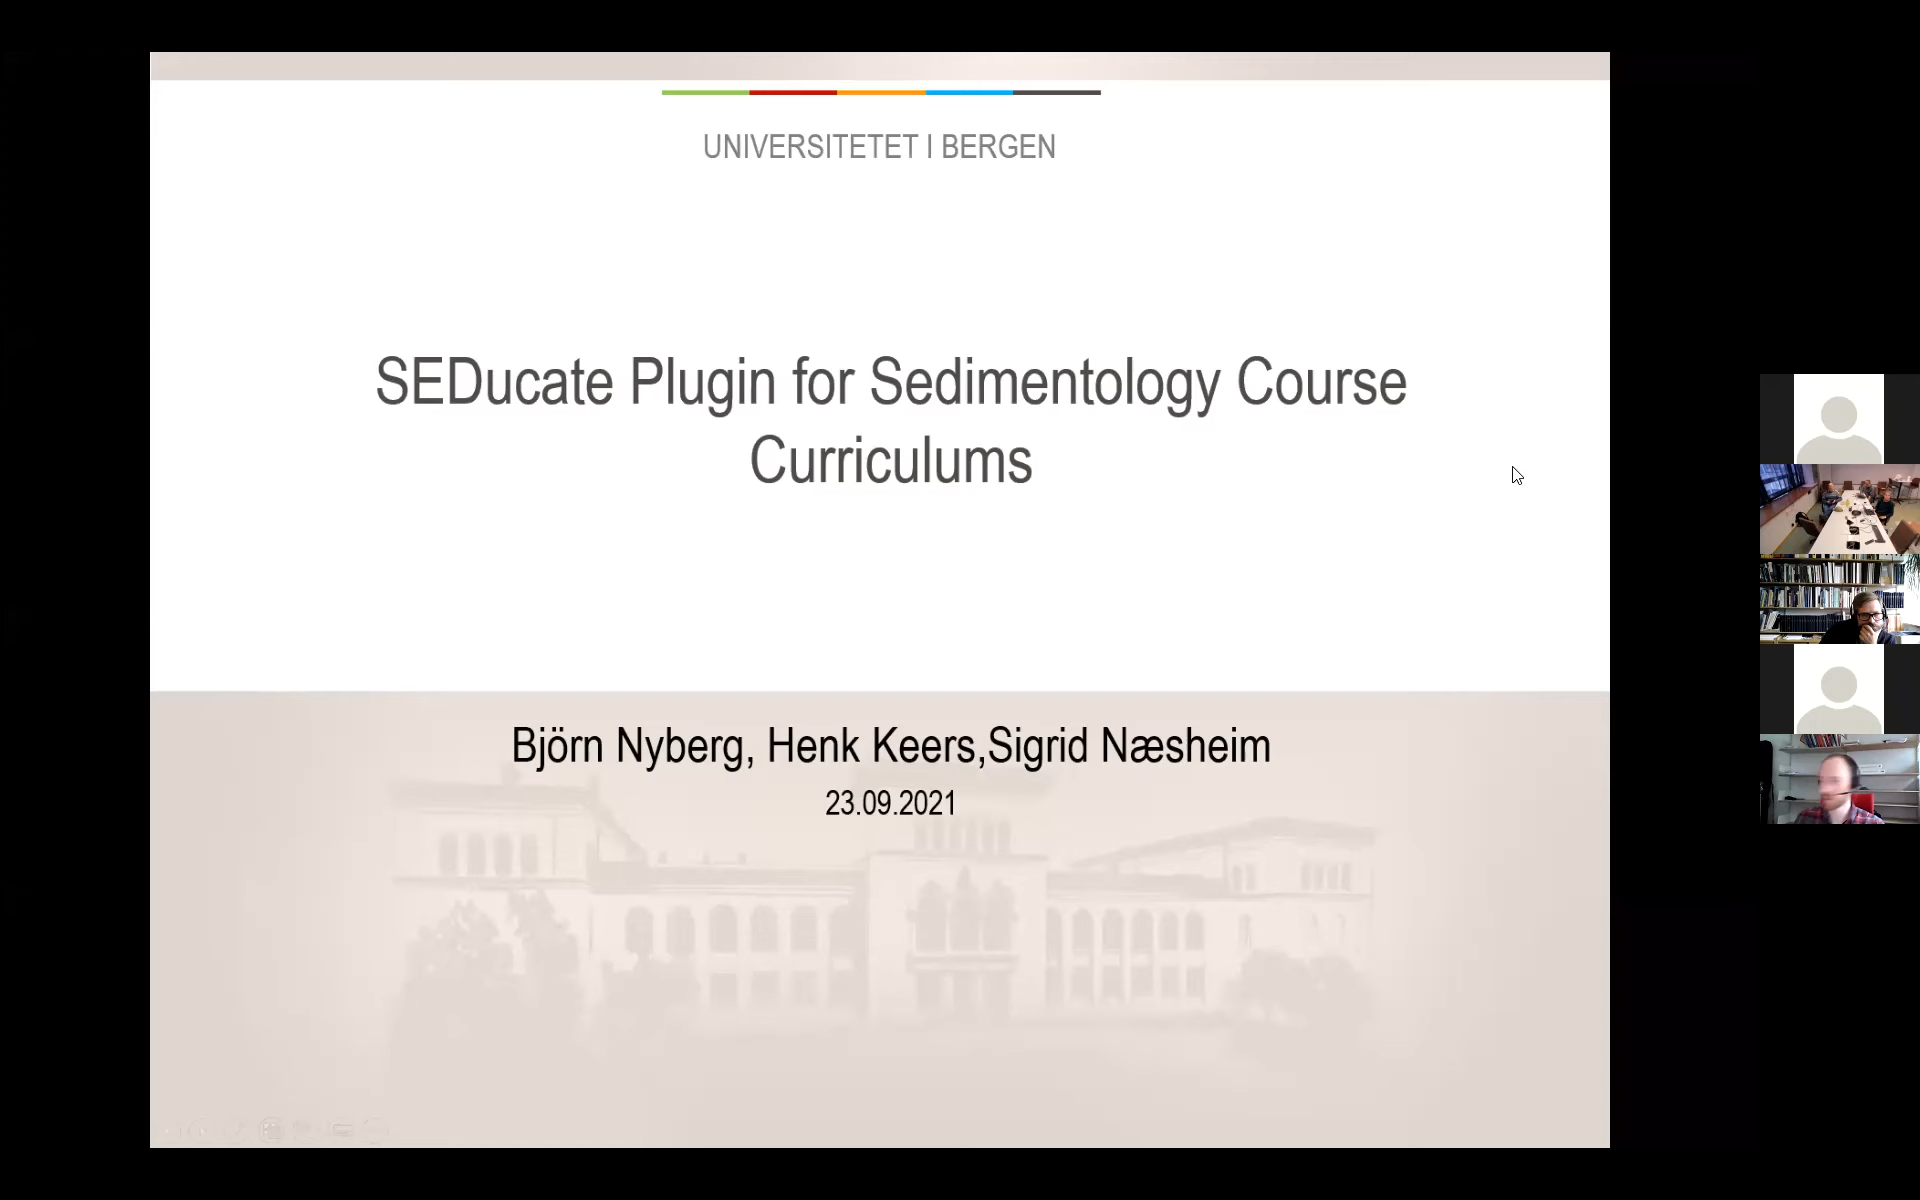 UNIVERSITETET I BERGEN
SEDucate Plugin for Sedimentology Course
Curriculums
Björn Nyberg, Henk Keers,Sigrid Næsheim
23.09.2021